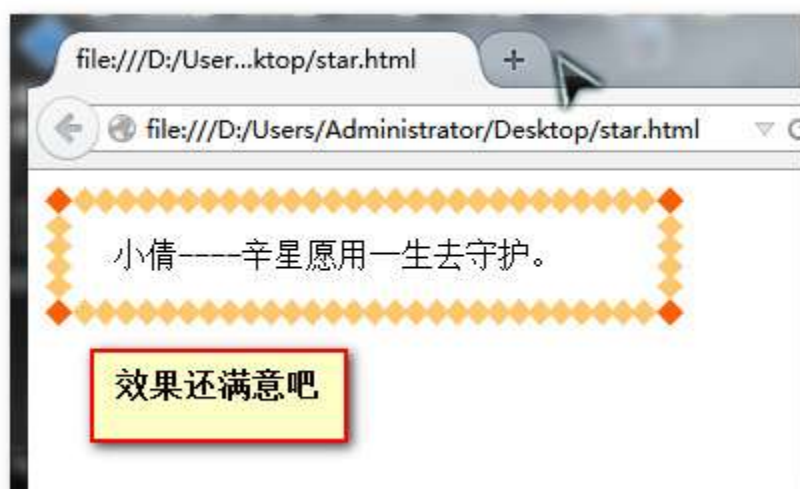 file:///D:/User...ktop/star.html
file:///D:/Users/Administrator/Desktop/star.html
小倩----辛星愿用一生去守护。
效果还满意吧